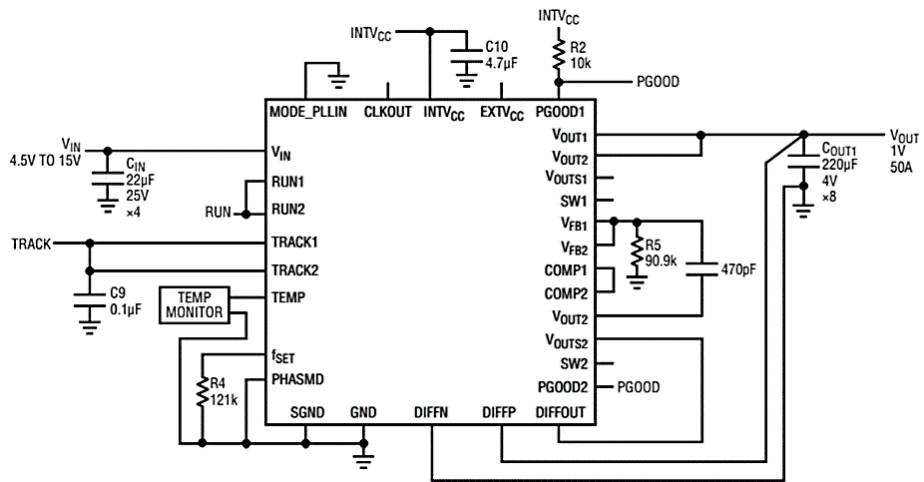 INTVCC
INTVCC
C10
4.7µF
R2
10k
PGOOD
MODE_PLLIN
CLKOUT
INTVCC
EXTVCC
PGOOD1
VIN
4.5V TO 15V
CIN
22µF
25V
×4
VIN
RUN1
RUN
RUN2
TRACK
TRACK1
TRACK2
C9
0.1µF
TEMP
MONITOR
TEMP
fSET
R4
121k
PHASMD
SGND
GND
DIFFN
DIFFP
DIFFOUT
VOUT1
VOUT2
VOUTS1
SW1
VFB1
VFB2
COMP1
COMP2
VOUT2
VOUTS2
SW2
PGOOD2
PGOOD
R5
90.9k
470pF
VOUT
1V
50A
COUT1
220µF
4V
×8